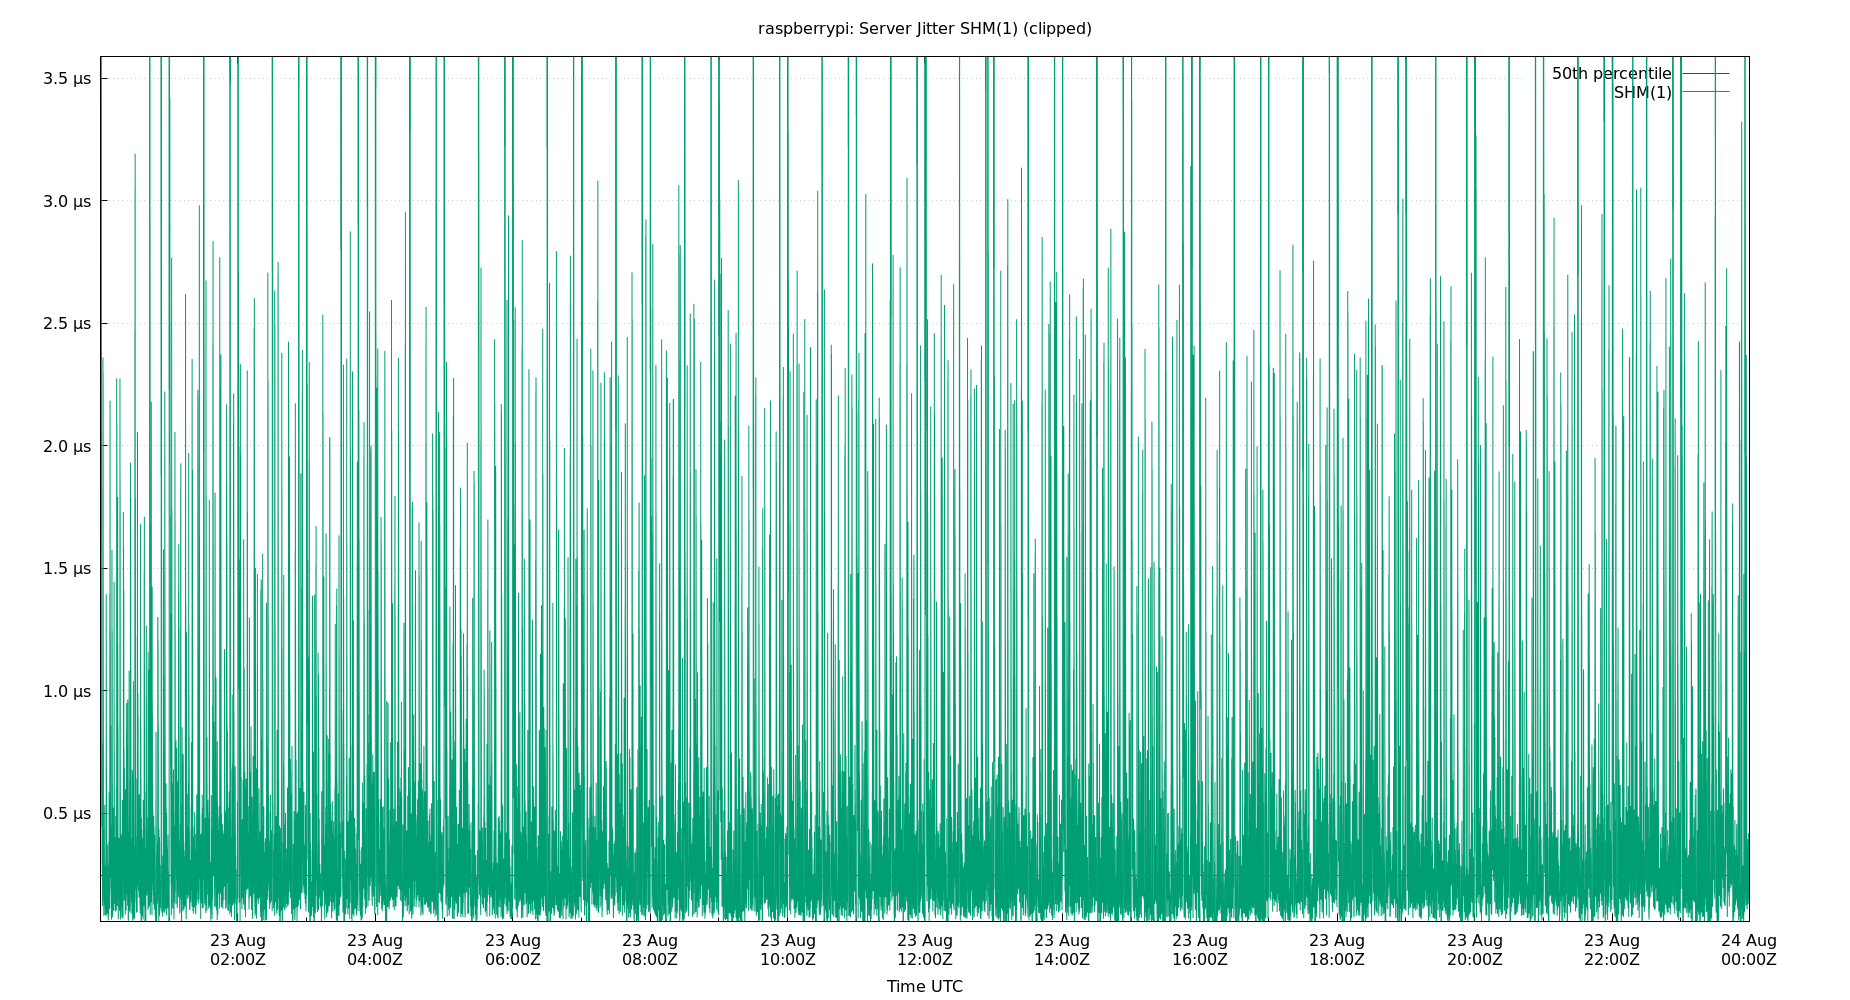 raspberrypi: Server Jitter SHM(1) (clipped)
3.5 µs
3.0 µs
2.5 µs
2.0 µs
1.5 µs
1.0 µs
0.5 µs
50th percentile
SHM(1)
23 Aug 23 Aug 23 Aug 23 Aug 23 Aug 23 Aug 23 Aug 23 Aug 23 Aug 23 Aug 23 Aug 24 Aug
02:00Z 04:00Z 06:00Z 08:00Z 10:00Z 12:00Z 14:00Z 16:00Z 18:00Z 20:00Z 22:00Z 00:00Z
Time UTC